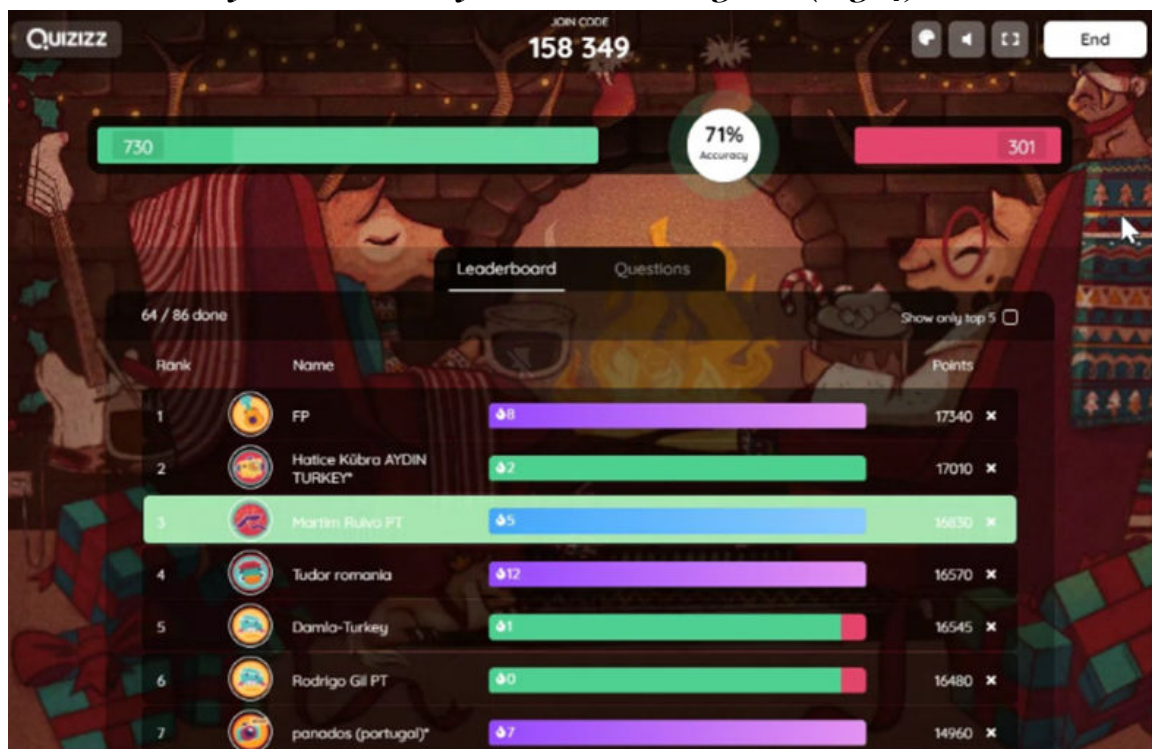 Quizizz
JOIN CODE
158 349
End
730
71%
Accuracy
301
Leaderboard Questions
64 / 86 done
Show only top 5
Rank Name Points
1 FP 8 17340
2 Hatice Kübra AYDIN TURKEY* 2 17010
3 Martim Ruivo PT 5 16830
4 Tudor romania 12 16570
5 Damla-Turkey 1 16545
6 Rodrigo Gil PT 0 16480
7 panados (portugal)* 7 14960